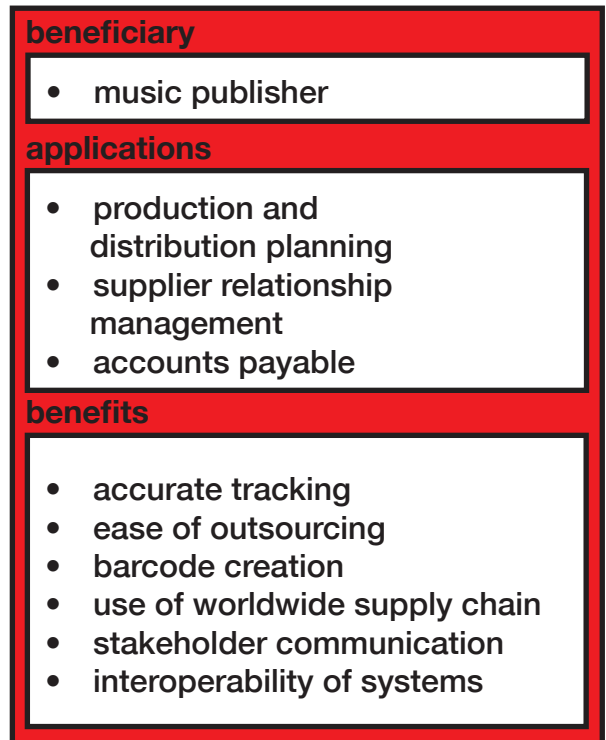 beneficiary
• music publisher
applications
• production and
distribution planning
• supplier relationship
management
• accounts payable
benefits
• accurate tracking
• ease of outsourcing
• barcode creation
• use of worldwide supply chain
• stakeholder communication
• interoperability of systems